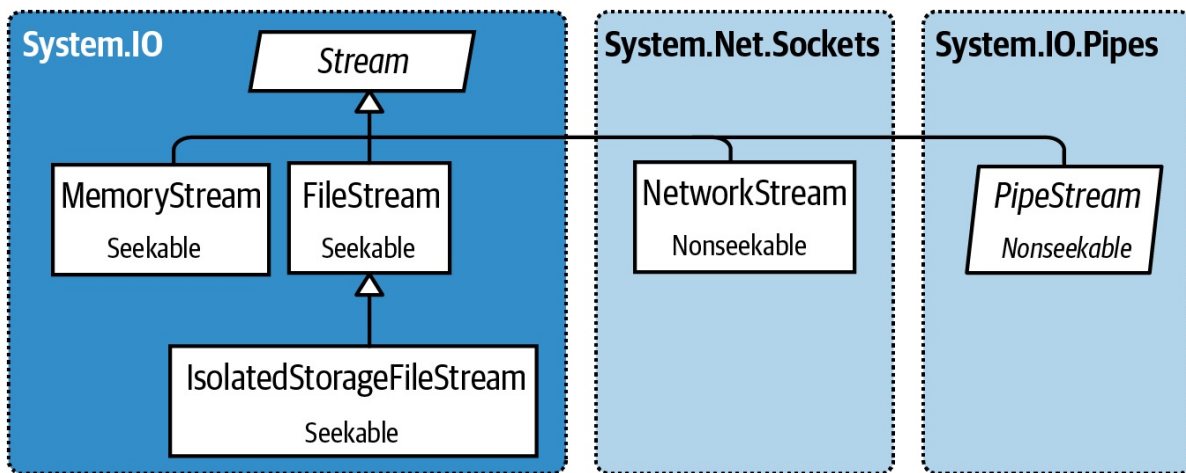 System.IO
Stream
System.Net.Sockets
System.IO.Pipes
MemoryStream
Seekable
FileStream
Seekable
NetworkStream
Nonseekable
PipeStream
Nonseekable
IsolatedStorageFileStream
Seekable